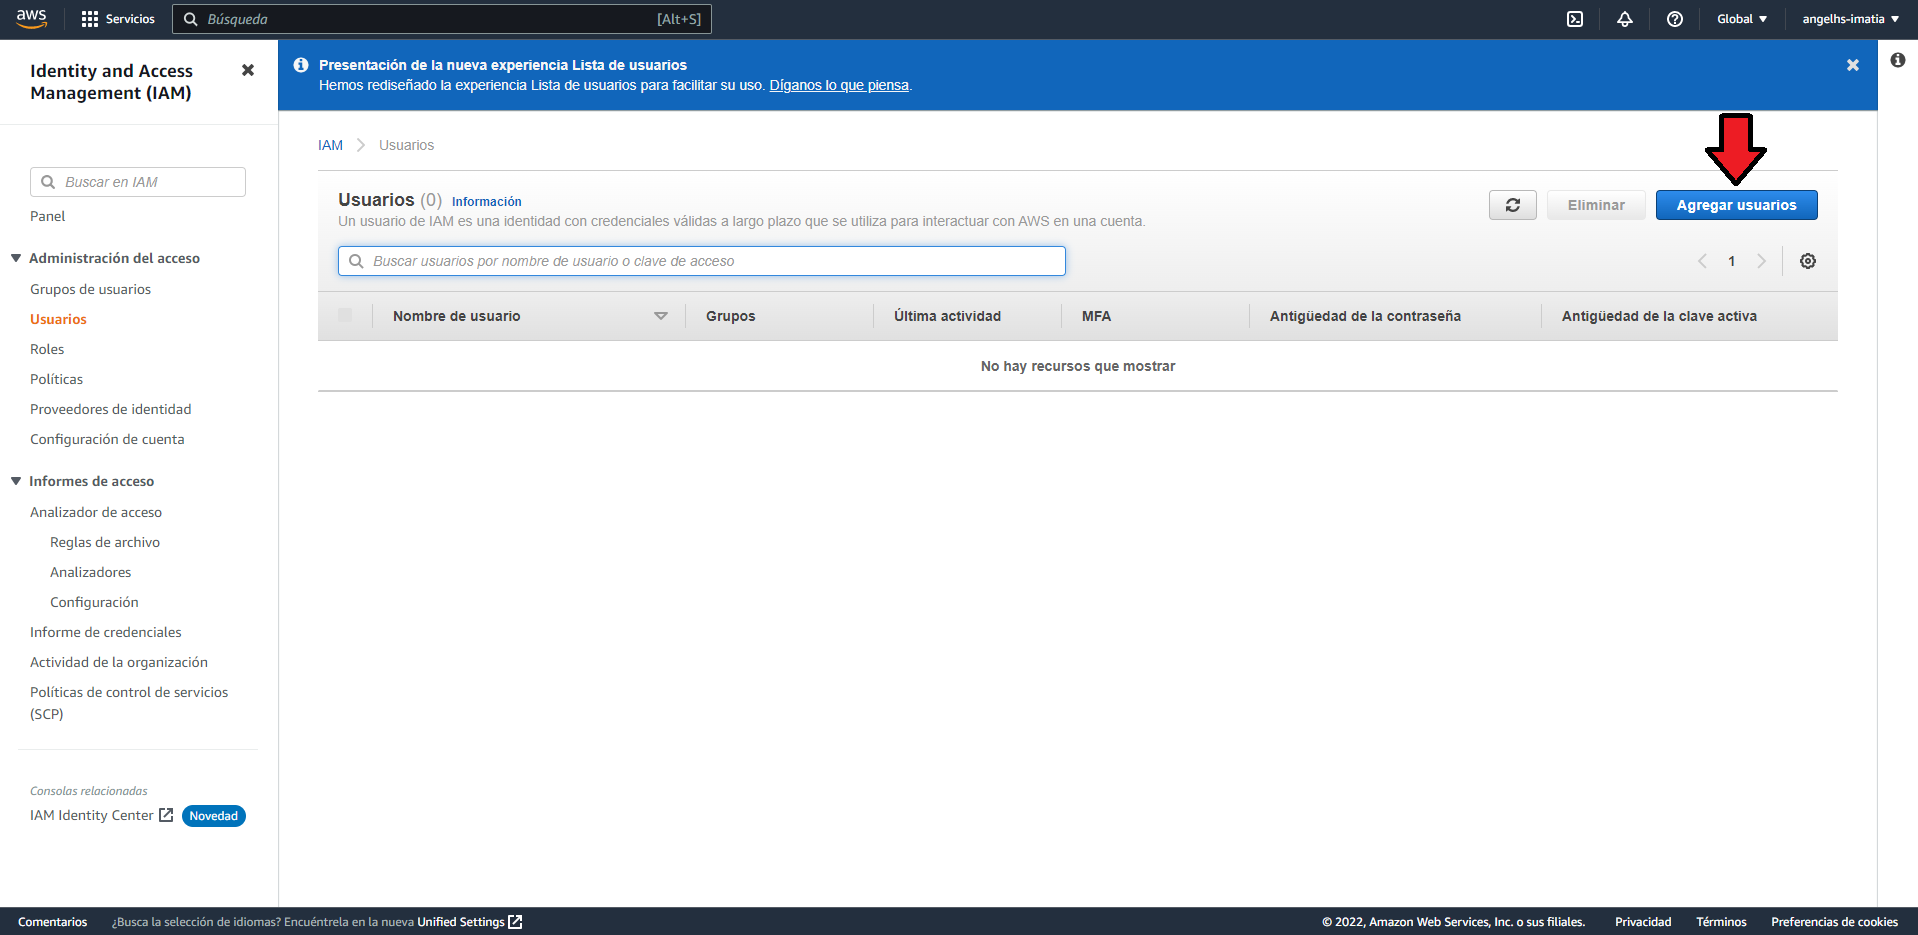 aws
Servicios
Búsqueda
[Alt+S]
Global
angelhs-imatia
Identity and Access
Management (IAM)
Buscar en IAM
Panel
Administración del acceso
Grupos de usuarios
Usuarios
Roles
Políticas
Proveedores de identidad
Configuración de cuenta
Informes de acceso
Analizador de acceso
Reglas de archivo
Analizadores
Configuración
Informe de credenciales
Actividad de la organización
Políticas de control de servicios
(SCP)
Consolas relacionadas
IAM Identity Center
Novedad
Presentación de la nueva experiencia Lista de usuarios
Hemos rediseñado la experiencia Lista de usuarios para facilitar su uso. Díganos lo que piensa.
IAM
Usuarios
Usuarios (0) Información
Un usuario de IAM es una identidad con credenciales válidas a largo plazo que se utiliza para interactuar con AWS en una cuenta.
Eliminar
Agregar usuarios
Buscar usuarios por nombre de usuario o clave de acceso
1
Nombre de usuario
Grupos
Última actividad
MFA
Antigüedad de la contraseña
Antigüedad de la clave activa
No hay recursos que mostrar
Comentarios
¿Busca la selección de idiomas? Encuéntrela en la nueva Unified Settings
© 2022, Amazon Web Services, Inc. o sus filiales.
Privacidad
Términos
Preferencias de cookies